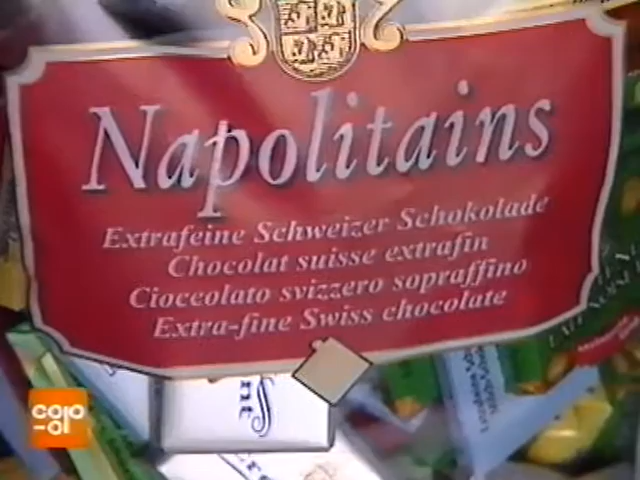 Napolitains
Extrafeine Schweizer Schokolade
Chocolat suisse extrafin
Cioccolato svizzero sopraffino
Extra-fine Swiss chocolate